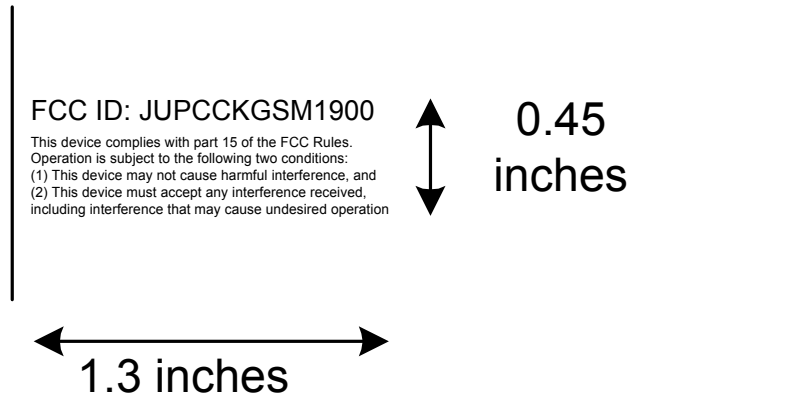 FCC ID: JUPCCKGSM1900
This device complies with part 15 of the FCC Rules.
Operation is subject to the following two conditions:
(1) This device may not cause harmful interference, and
(2) This device must accept any interference received,
including interference that may cause undesired operation
0.45
inches
1.3 inches